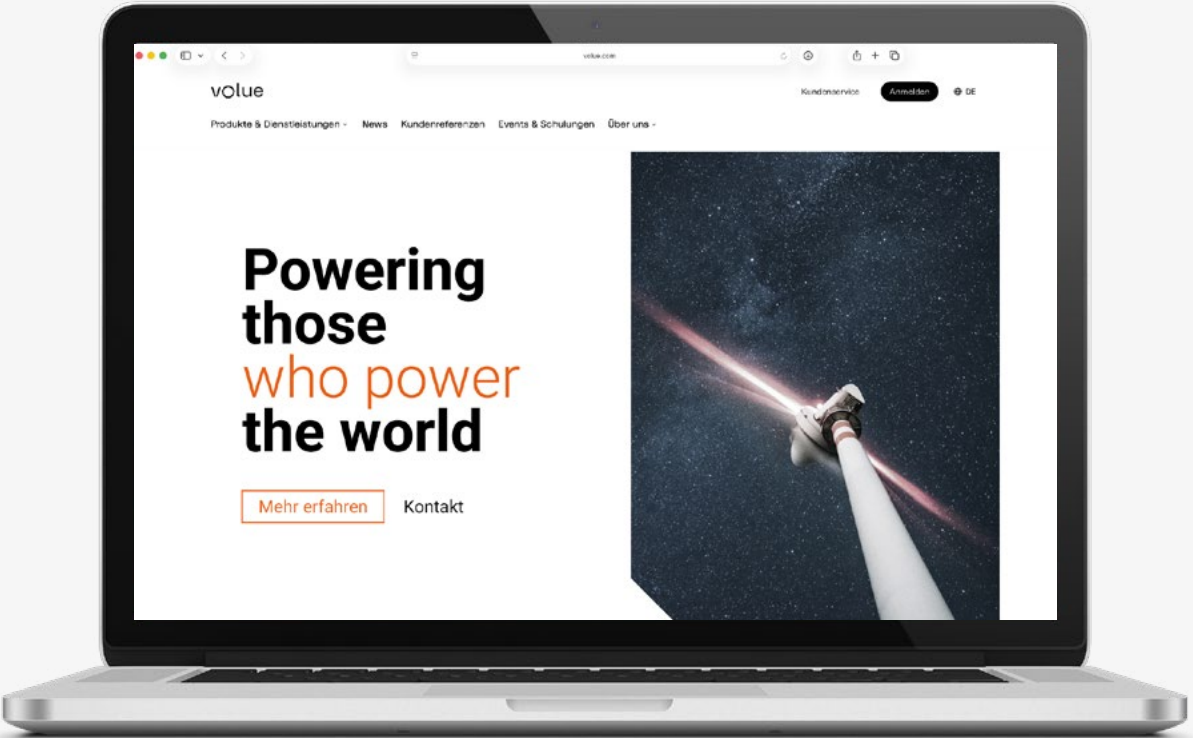 volue.com
volue
Kundenservice
Anmelden
DE
Produkte & Dienstleistungen
News
Kundenreferenzen
Events & Schulungen
Über uns
Powering
those
who power
the world
Mehr erfahren
Kontakt